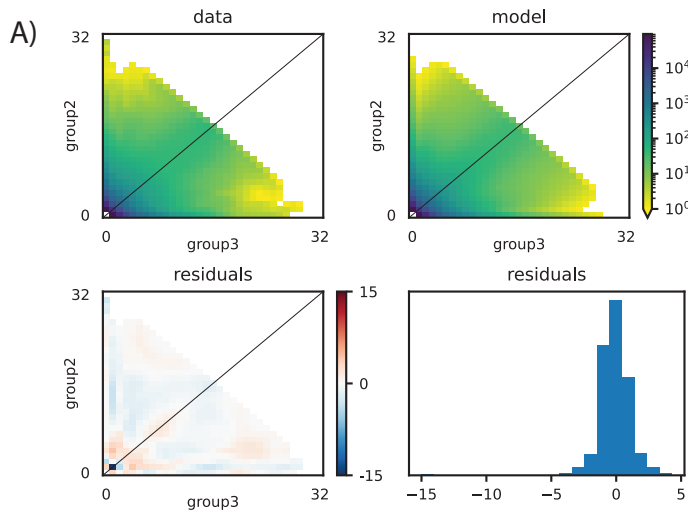 A)
data
model
32
group2
0
0
group3
32
32
group2
0
0
group3
32
10⁴
10³
10²
10¹
10⁰
residuals
residuals
32
group2
0
0
group3
32
15
0
-15
−15
−10
−5
0
5